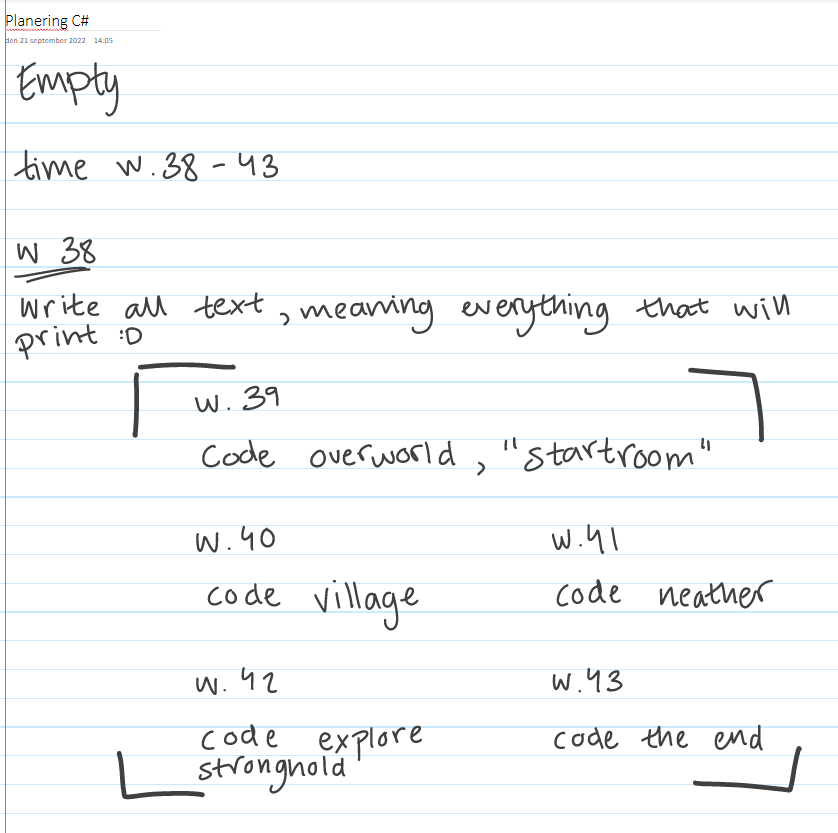 Planering C#
den 21 september 2022 14:05
Empty
time w.38 - 43
W 38
Write all text, meaning everything that will
print :D
w. 39
Code overworld, "startroom"
w.40
code village
w.41
code neather
w. 42
code explore
stronghold
w.43
code the end